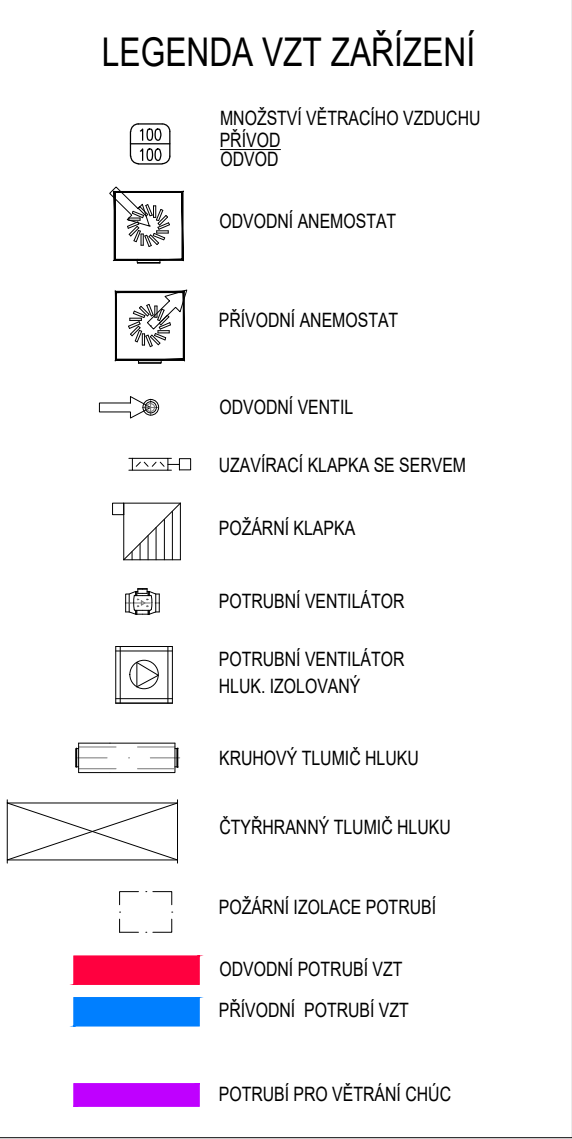 LEGENDA VZT ZAŘÍZENÍ
100
100
MNOŽSTVÍ VĚTRACÍHO VZDUCHU
PŘÍVOD
ODVOD
ODVODNÍ ANEMOSTAT
PŘÍVODNÍ ANEMOSTAT
ODVODNÍ VENTIL
UZAVÍRACÍ KLAPKA SE SERVEM
POŽÁRNÍ KLAPKA
POTRUBNÍ VENTILÁTOR
POTRUBNÍ VENTILÁTOR
HLUK. IZOLOVANÝ
KRUHOVÝ TLUMIČ HLUKU
ČTYŘHRANNÝ TLUMIČ HLUKU
POŽÁRNÍ IZOLACE POTRUBÍ
ODVODNÍ POTRUBÍ VZT
PŘÍVODNÍ  POTRUBÍ VZT
POTRUBÍ PRO VĚTRÁNÍ CHÚC